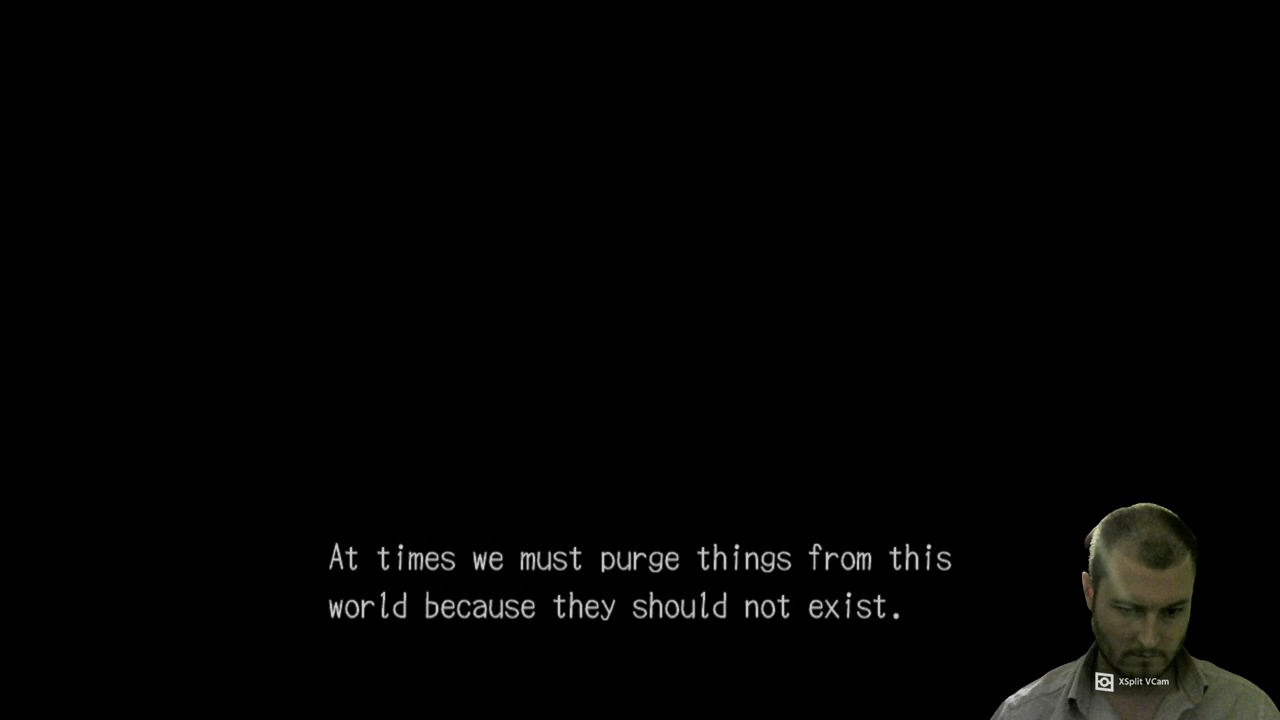 At times we must purge things from this
world because they should not exist.
XSplit VCam